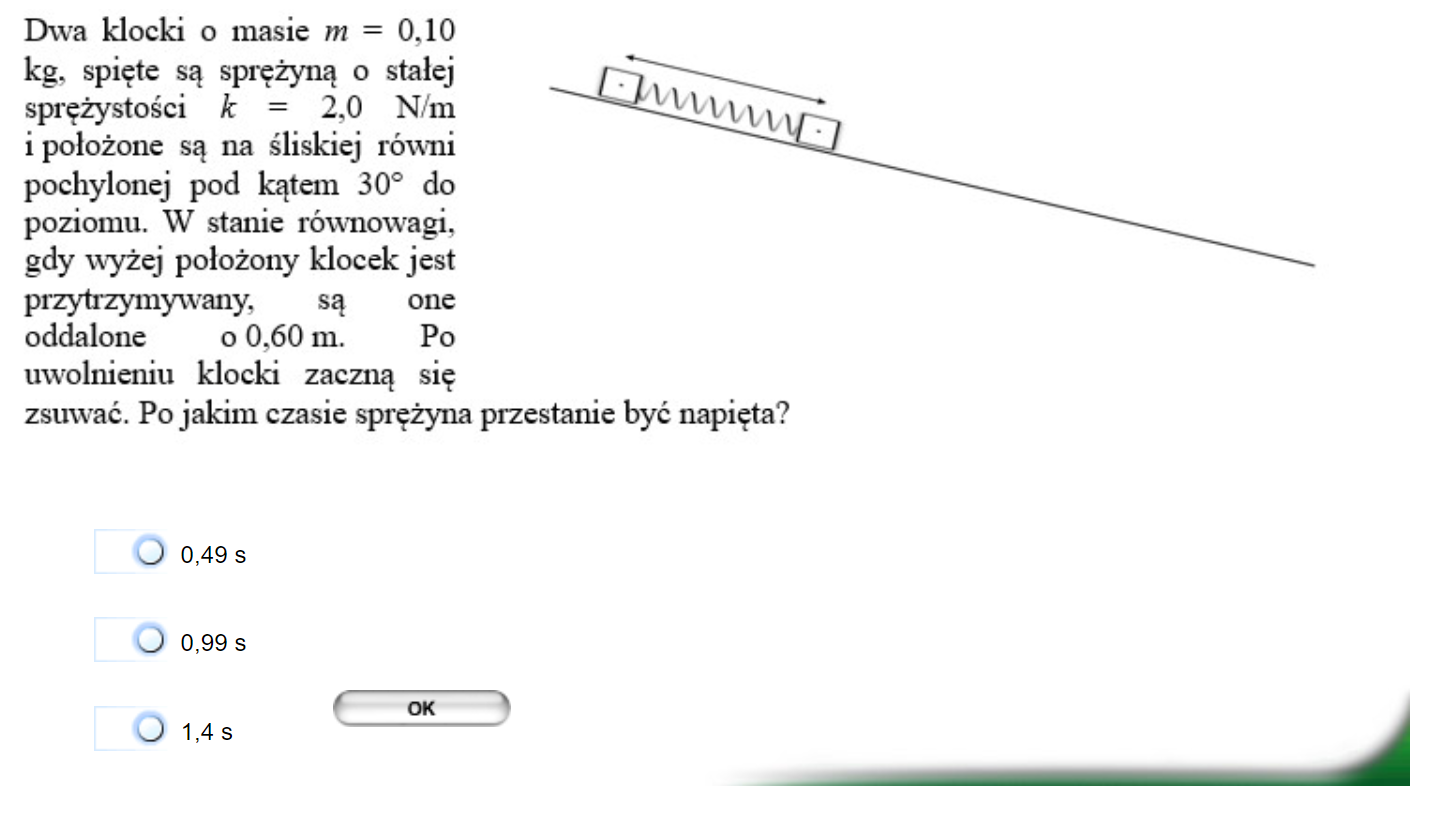 Dwa klocki o masie m = 0,10
kg, spięte są sprężyną o stałej
sprężystości k = 2,0 N/m
i położone są na śliskiej równi
pochylonej pod kątem 30° do
poziomu. W stanie równowagi,
gdy wyżej położony klocek jest
przytrzymywany, są one
oddalone o 0,60 m. Po
uwolnieniu klocki zaczną się
zsuwać. Po jakim czasie sprężyna przestanie być napięta?
0,49 s
0,99 s
1,4 s
OK